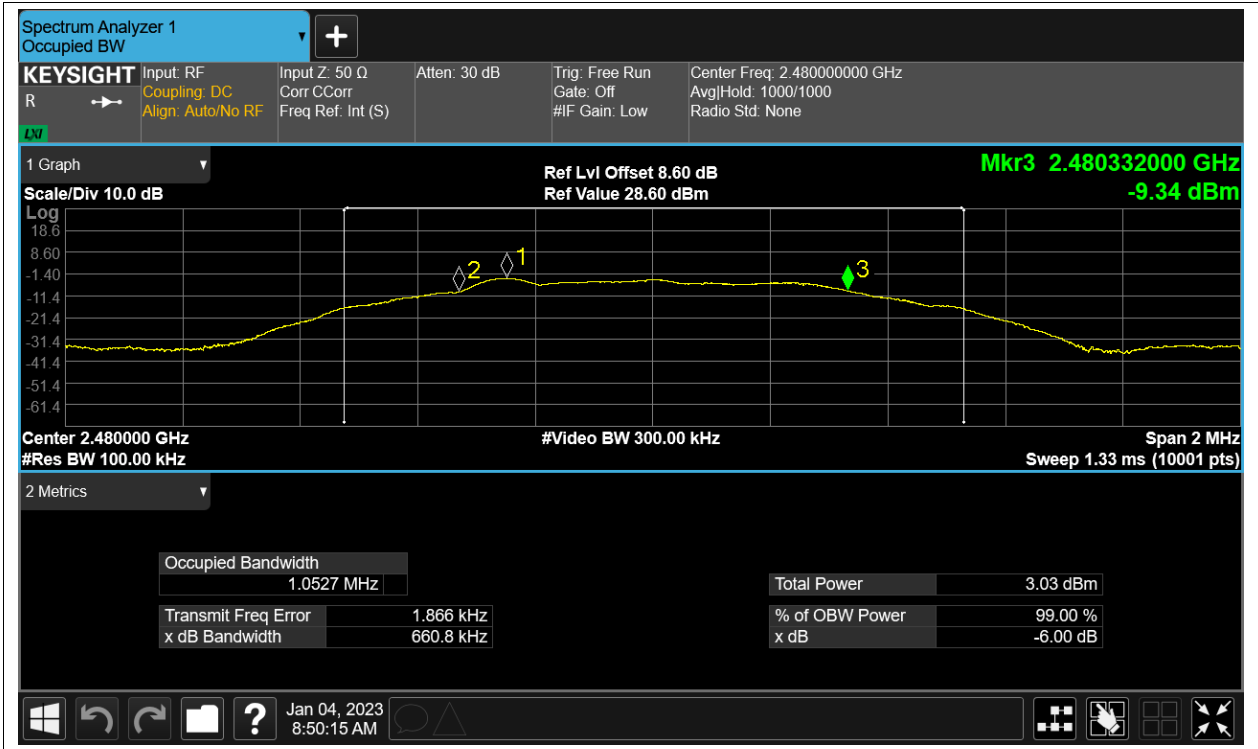 Spectrum Analyzer 1
Occupied BW
KEYSIGHT
R
LXI
Input: RF
Coupling: DC
Align: Auto/No RF
Input Z: 50 Ω
Corr CCorr
Freq Ref: Int (S)
Atten: 30 dB
Trig: Free Run
Gate: Off
#IF Gain: Low
Center Freq: 2.480000000 GHz
Avg|Hold: 1000/1000
Radio Std: None
1 Graph
Scale/Div 10.0 dB
Ref Lvl Offset 8.60 dB
Ref Value 28.60 dBm
Mkr3 2.480332000 GHz
-9.34 dBm
Log
18.6
8.60
-1.40
-11.4
-21.4
-31.4
-41.4
-51.4
-61.4
2
1
3
Center 2.480000 GHz
#Res BW 100.00 kHz
#Video BW 300.00 kHz
Span 2 MHz
Sweep 1.33 ms (10001 pts)
2 Metrics
Occupied Bandwidth
1.0527 MHz
Transmit Freq Error 1.866 kHz
x dB Bandwidth 660.8 kHz
Total Power 3.03 dBm
% of OBW Power 99.00 %
x dB -6.00 dB
?
Jan 04, 2023
8:50:15 AM